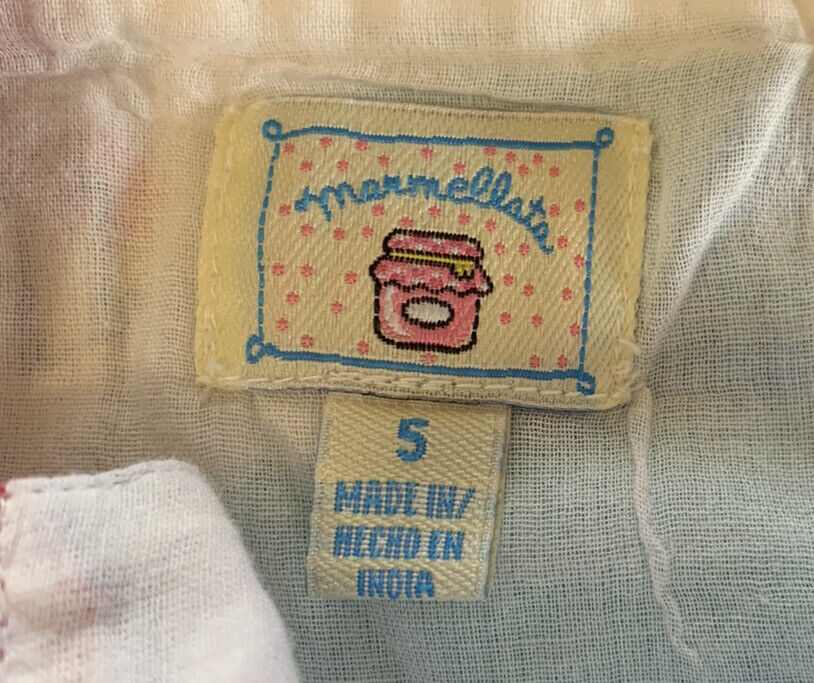 Marmellata
5
MADE IN/
HECHO EN
INDIA